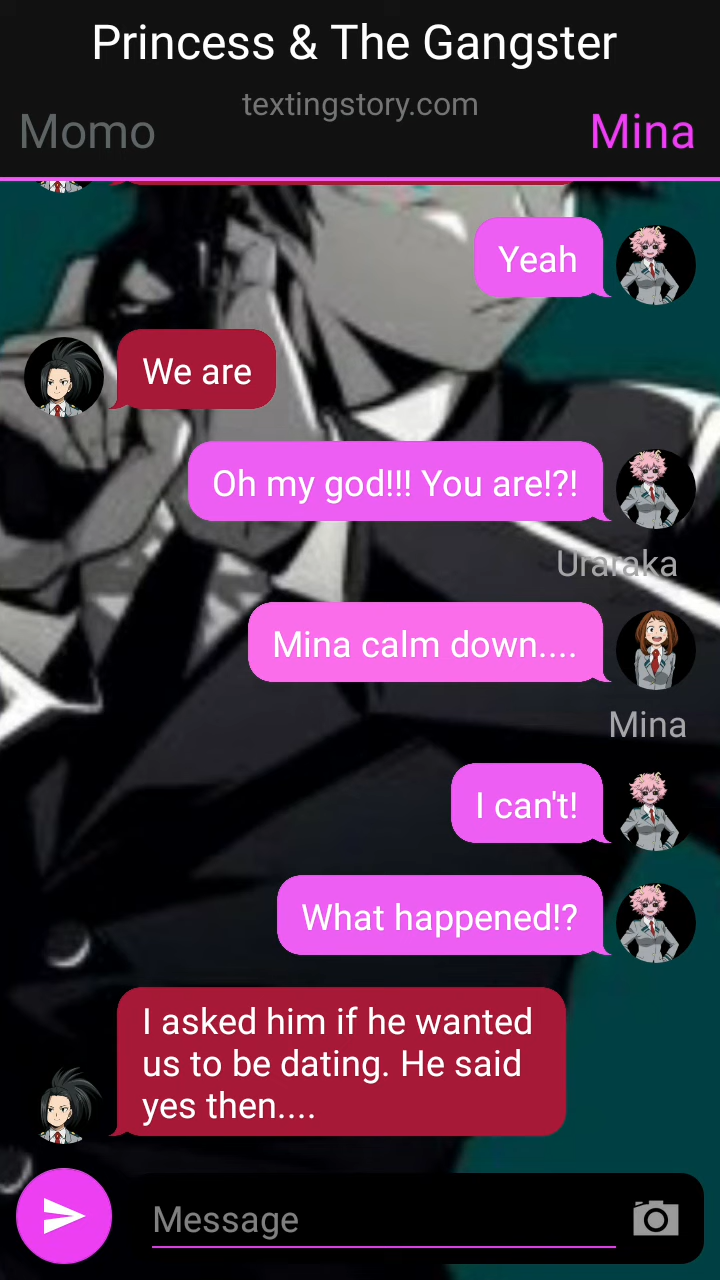 Princess & The Gangster
textingstory.com
Momo
Mina
Yeah
We are
Oh my god!!! You are!?!
Uraraka
Mina calm down....
Mina
I can't!
What happened!?
I asked him if he wanted
us to be dating. He said
yes then....
Message